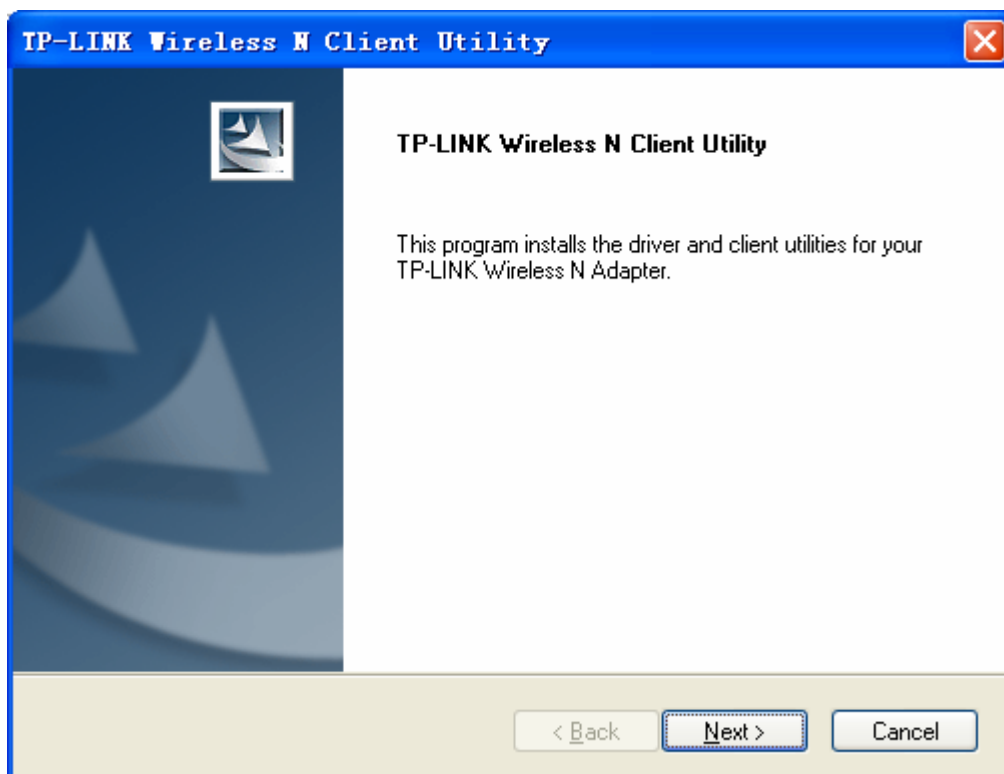 TP-LINK Wireless N Client Utility
TP-LINK Wireless N Client Utility
This program installs the driver and client utilities for your
TP-LINK Wireless N Adapter.
< Back
Next >
Cancel